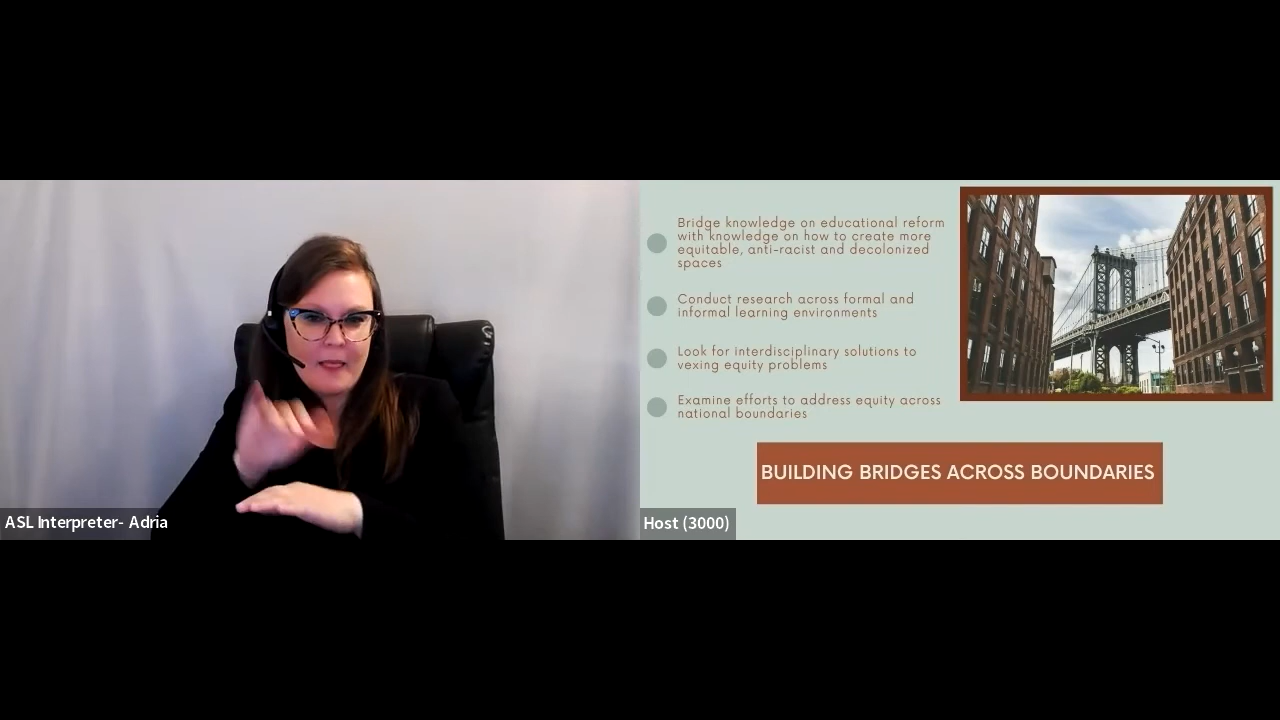 Bridge knowledge on educational reform
with knowledge on how to create more
equitable, anti-racist and decolonized
spaces
Conduct research across formal and
informal learning environments
Look for interdisciplinary solutions to
vexing equity problems
Examine efforts to address equity across
national boundaries
BUILDING BRIDGES ACROSS BOUNDARIES
ASL Interpreter- Adria
Host (3000)